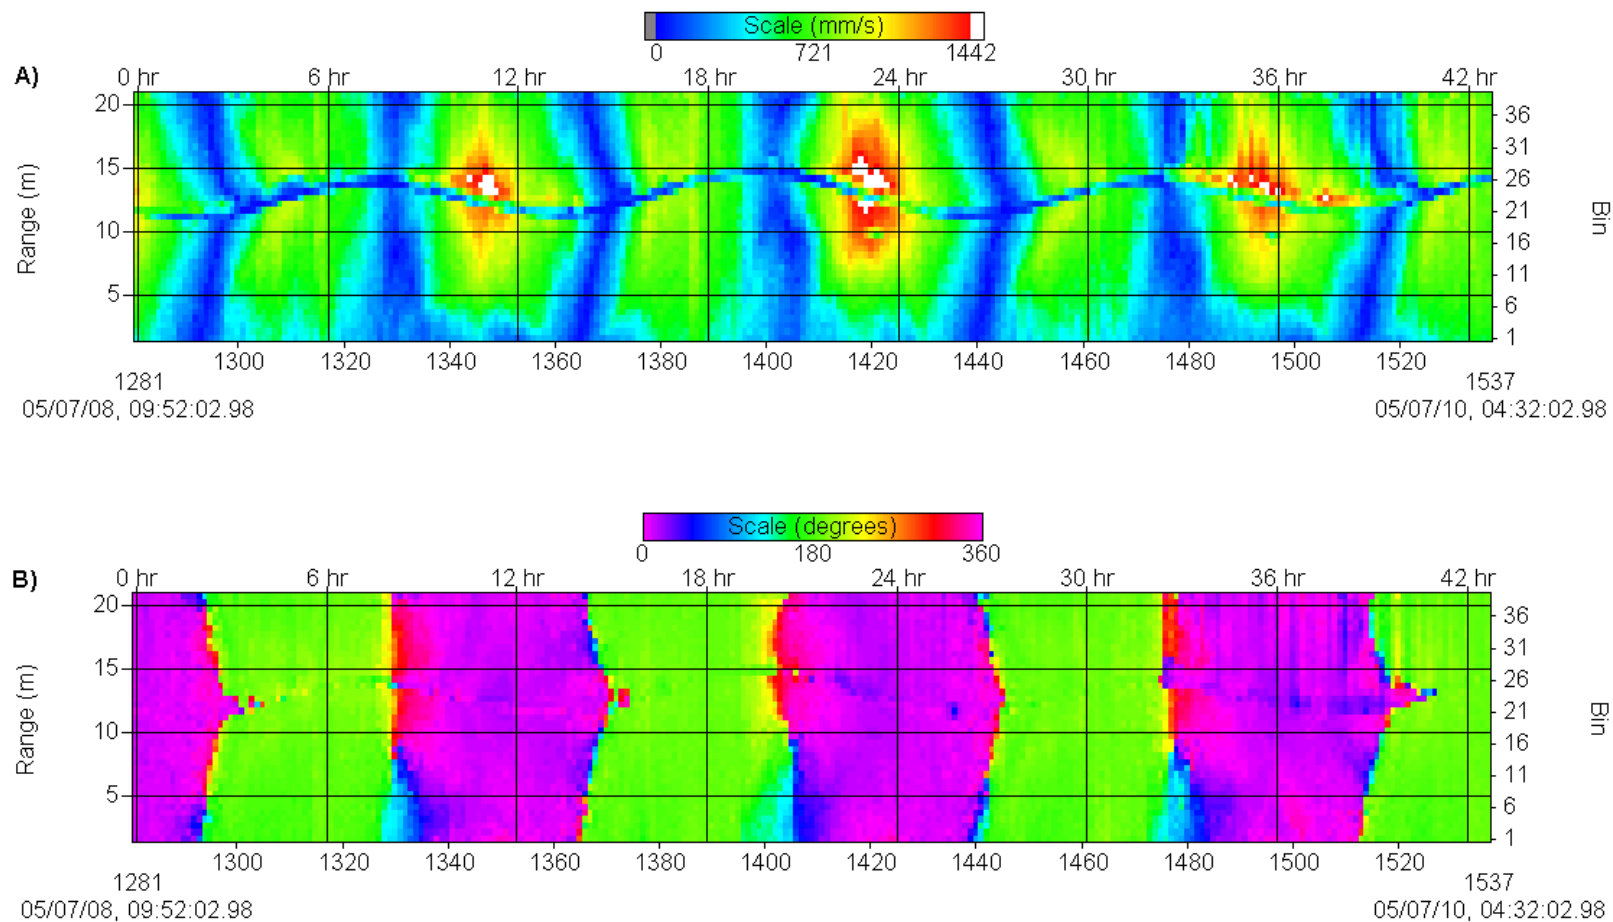 Scale (mm/s)
0 721 1442
A)
0 hr 6 hr 12 hr 18 hr 24 hr 30 hr 36 hr 42 hr
Range (m)
20
15
10
5
36
31
26
21
16
11
6
1
Bin
1300 1320 1340 1360 1380 1400 1420 1440 1460 1480 1500 1520
1281 1537
05/07/08, 09:52:02.98 05/07/10, 04:32:02.98
Scale (degrees)
0 180 360
B)
0 hr 6 hr 12 hr 18 hr 24 hr 30 hr 36 hr 42 hr
Range (m)
20
15
10
5
36
31
26
21
16
11
6
1
Bin
1300 1320 1340 1360 1380 1400 1420 1440 1460 1480 1500 1520
1281 1537
05/07/08, 09:52:02.98 05/07/10, 04:32:02.98